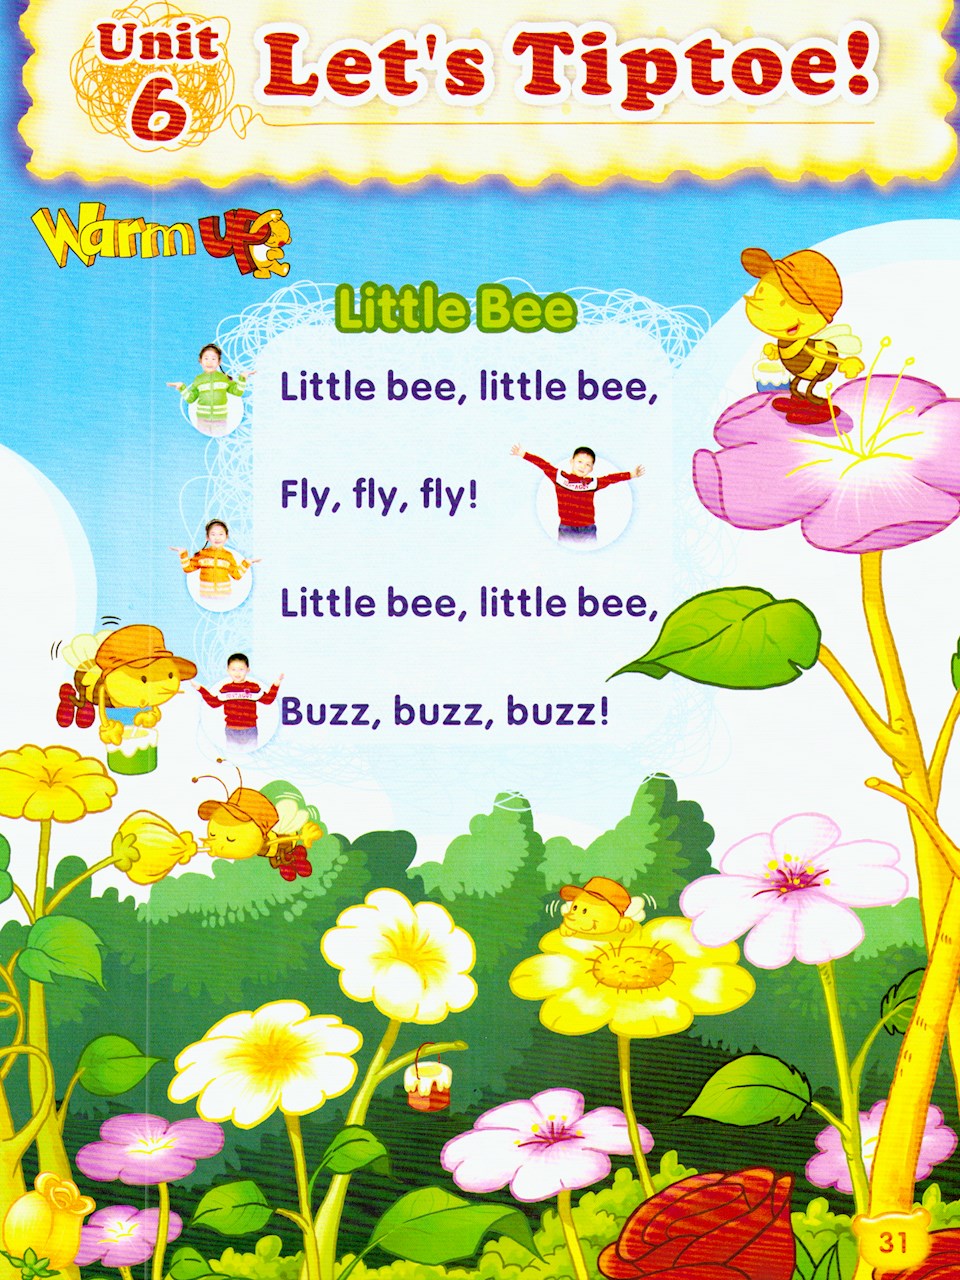 Unit 6
Let's Tiptoe!
Warm up
Little Bee
Little bee, little bee,
Fly, fly, fly!
Little bee, little bee,
Buzz, buzz, buzz!
31